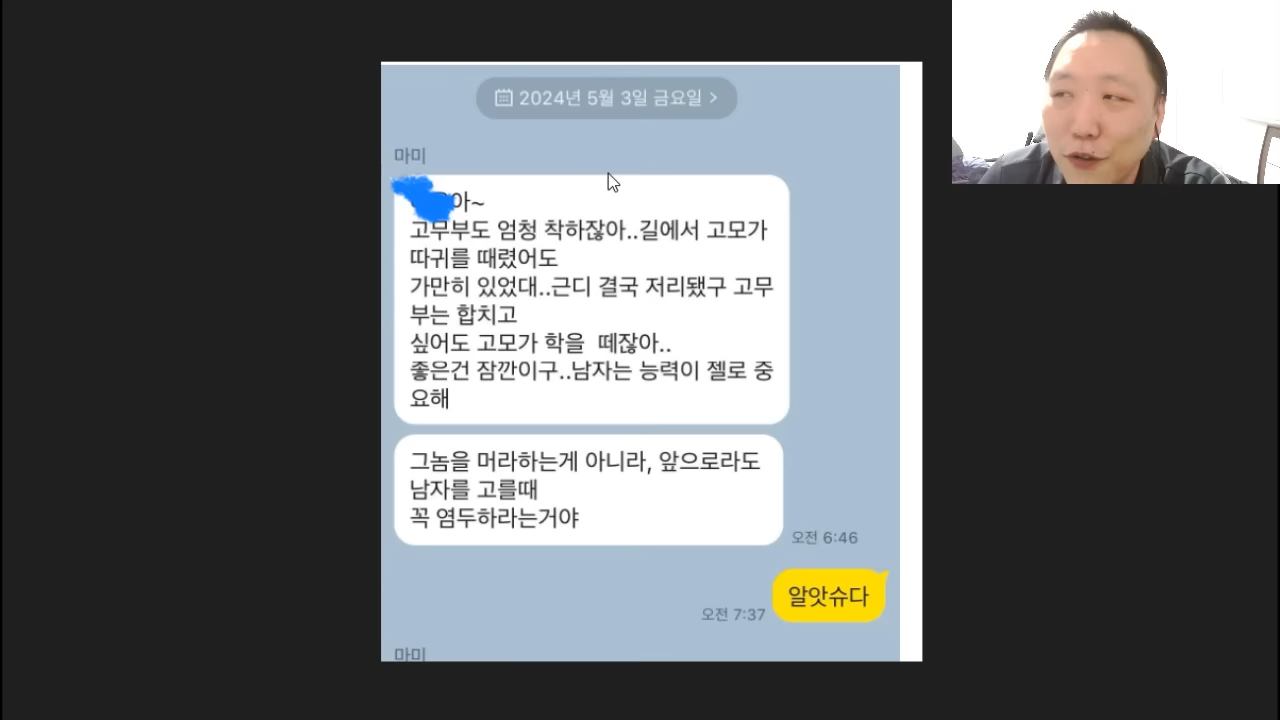 2024년 5월 3일 금요일 >
마미
아~
고무부도 엄청 착하잖아..길에서 고모가
따귀를 때렸어도
가만히 있었대..근디 결국 저리됐구 고무
부는 합치고
싶어도 고모가 학을 떼잖아..
좋은건 잠깐이구..남자는 능력이 젤로 중
요해
그놈을 머라하는게 아니라, 앞으로라도
남자를 고를때
꼭 염두하라는거야
오전 6:46
알앗슈다
오전 7:37
마미